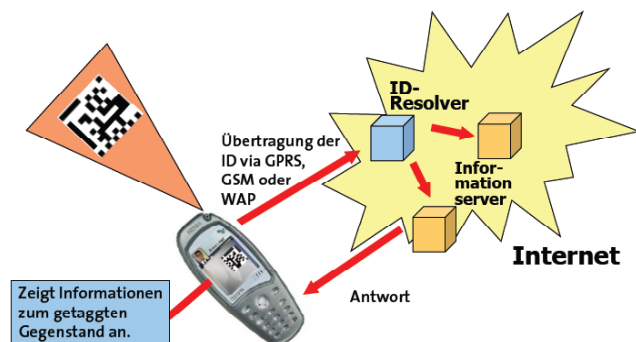 ID-
Resolver
Übertragung der
ID via GPRS,
GSM oder
WAP
Infor-
mation
server
Internet
Antwort
Zeigt Informationen
zum getaggten
Gegenstand an.